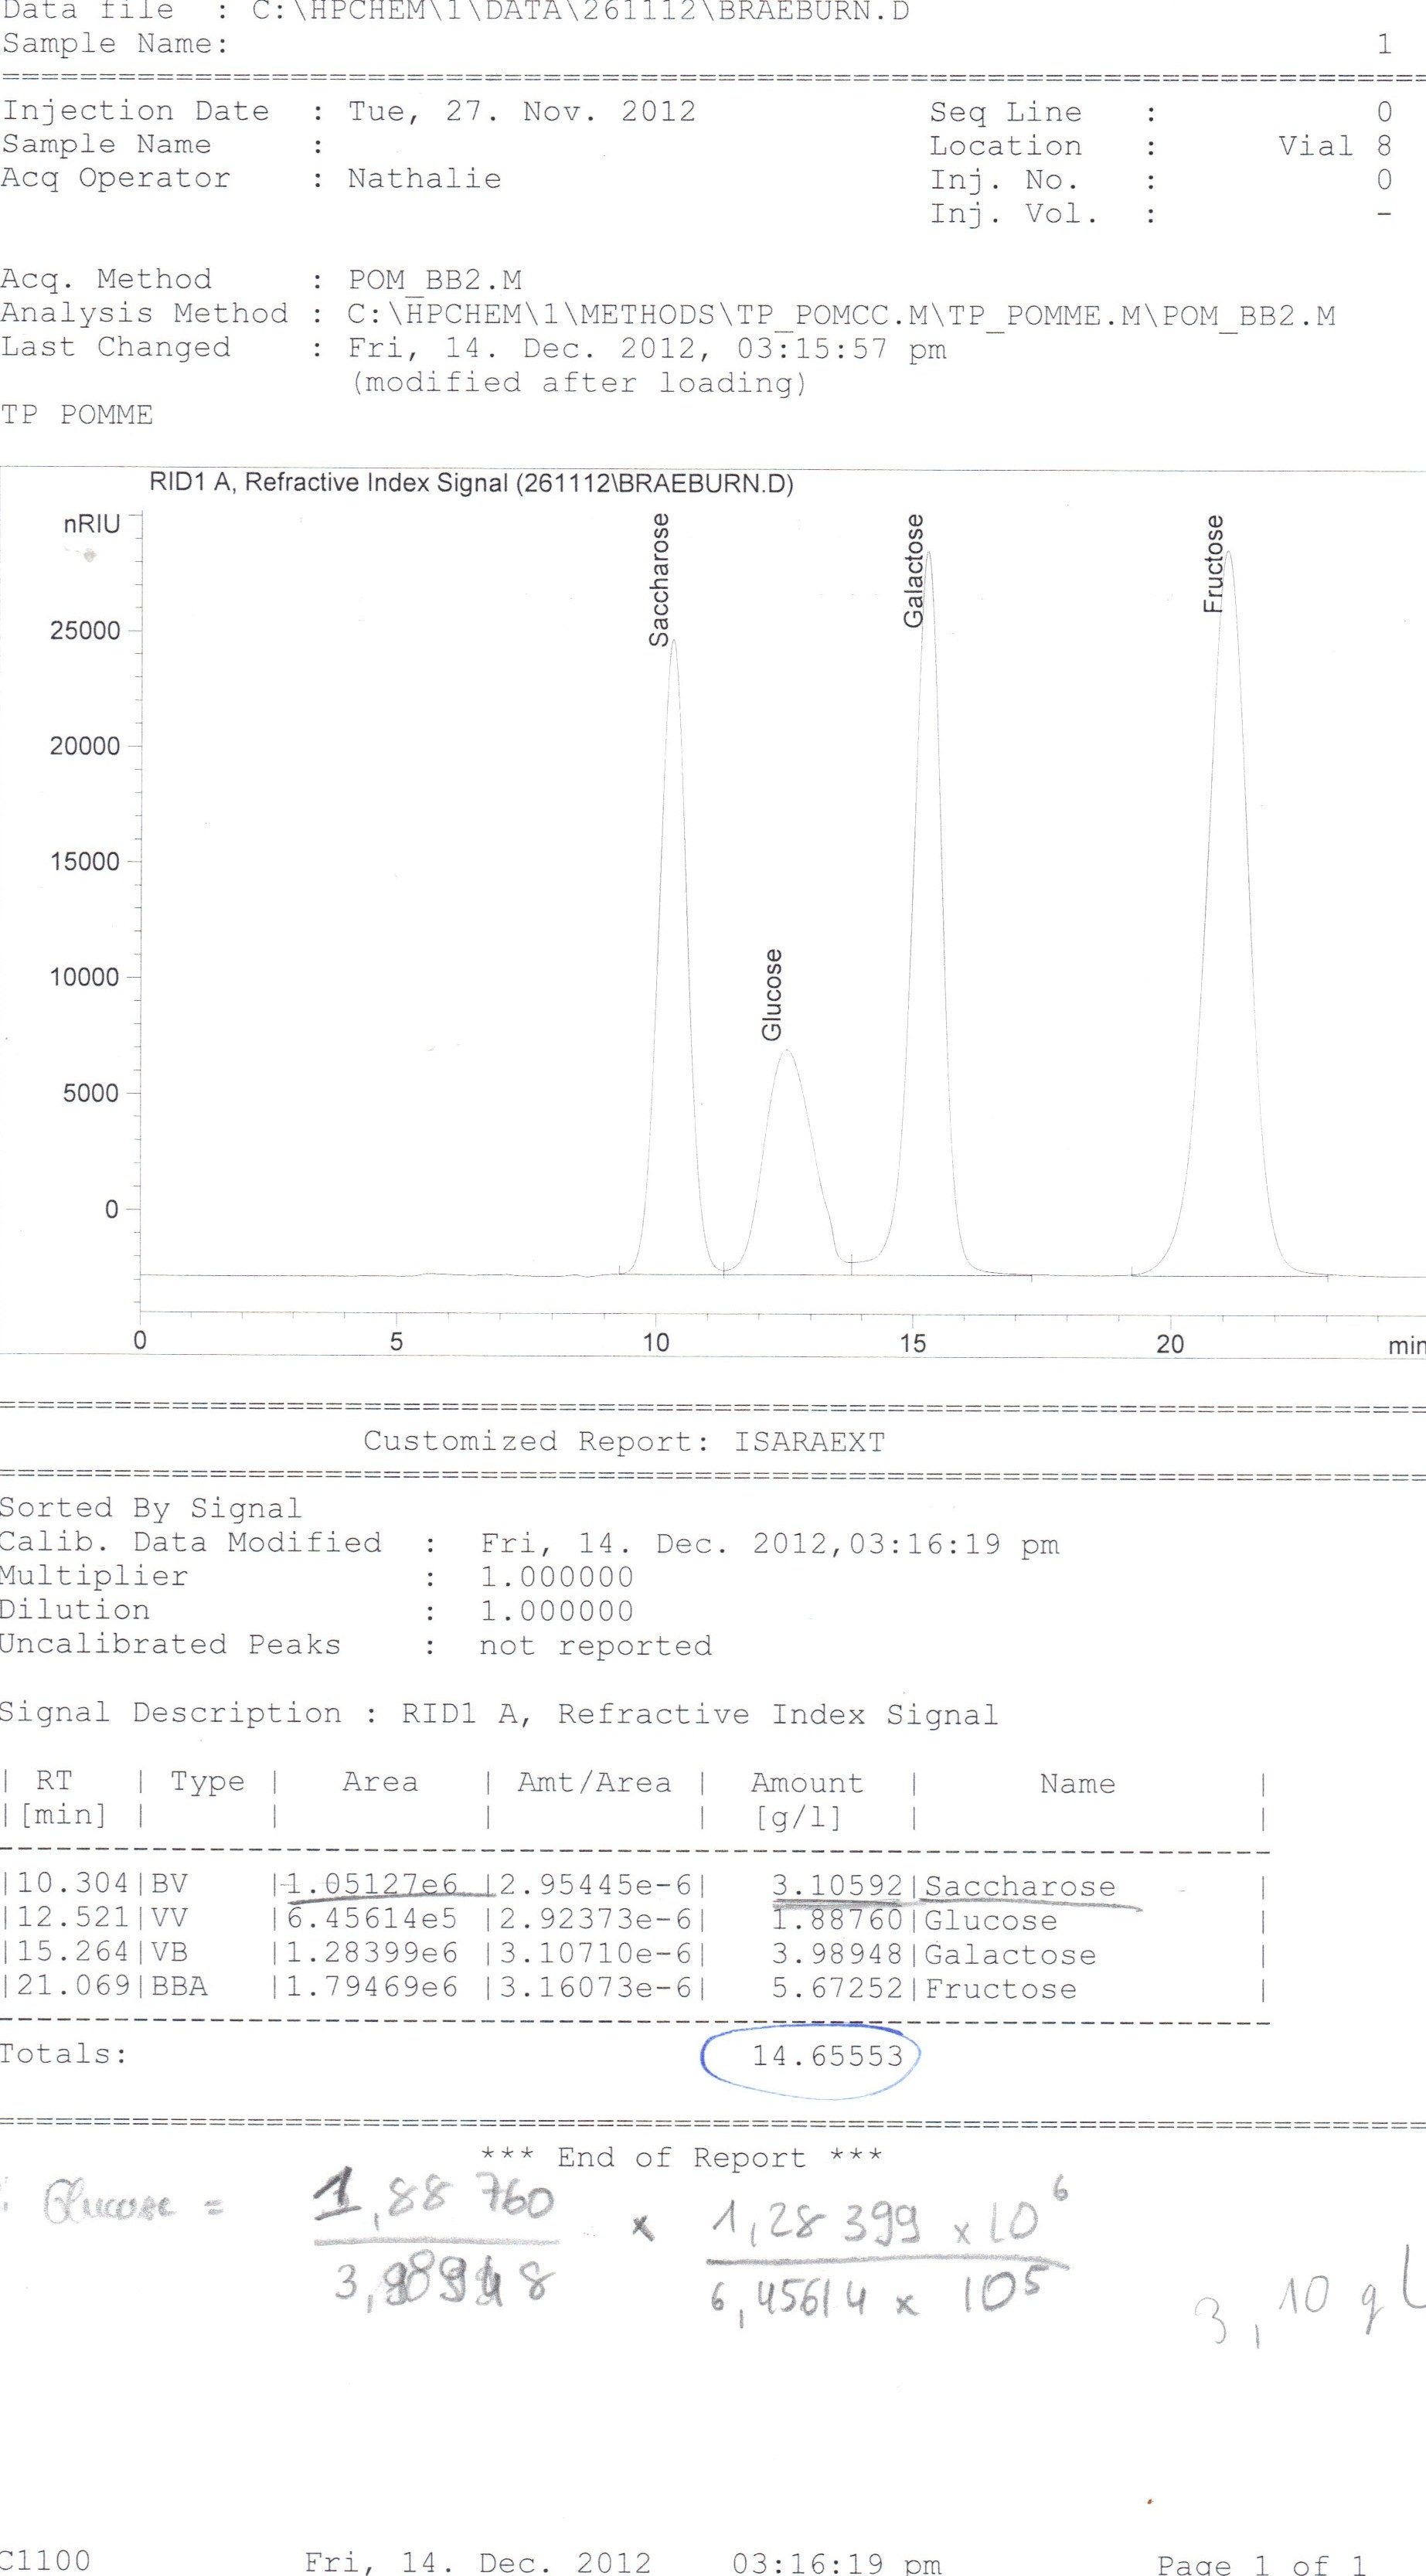 Data file : C:\HPCHEM\1\DATA\261112\BRAEBURN.D
Sample Name: 1
Injection Date : Tue, 27. Nov. 2012 Seq Line : 0
Sample Name : Location : Vial 8
Acq Operator : Nathalie Inj. No. : 0
Inj. Vol. : -
Acq. Method : POM_BB2.M
Analysis Method : C:\HPCHEM\1\METHODS\TP_POMCC.M\TP_POMME.M\POM_BB2.M
Last Changed : Fri, 14. Dec. 2012, 03:15:57 pm
(modified after loading)
TP POMME
RID1 A, Refractive Index Signal (261112\BRAEBURN.D)
nRIU
25000
20000
15000
10000
5000
0
Saccharose
Glucose
Galactose
Fructose
0 5 10 15 20 min
Customized Report: ISARAEXT
Sorted By Signal
Calib. Data Modified : Fri, 14. Dec. 2012,03:16:19 pm
Multiplier : 1.000000
Dilution : 1.000000
Uncalibrated Peaks : not reported
Signal Description : RID1 A, Refractive Index Signal
| RT | Type | Area | Amt/Area | Amount | Name |
|[min] | | | | [g/l] | |
|10.304|BV |1.05127e6 |2.95445e-6| 3.10592|Saccharose |
|12.521|VV |6.45614e5 |2.92373e-6| 1.88760|Glucose |
|15.264|VB |1.28399e6 |3.10710e-6| 3.98948|Galactose |
|21.069|BBA |1.79469e6 |3.16073e-6| 5.67252|Fructose |
Totals: 14.65553
*** End of Report ***
Glucose = 1,88 760 x 1,28 399 x 10^6
3,98948 6,45614 x 10^5
3,10 g
C1100 Fri, 14. Dec. 2012 03:16:19 pm Page 1 of 1